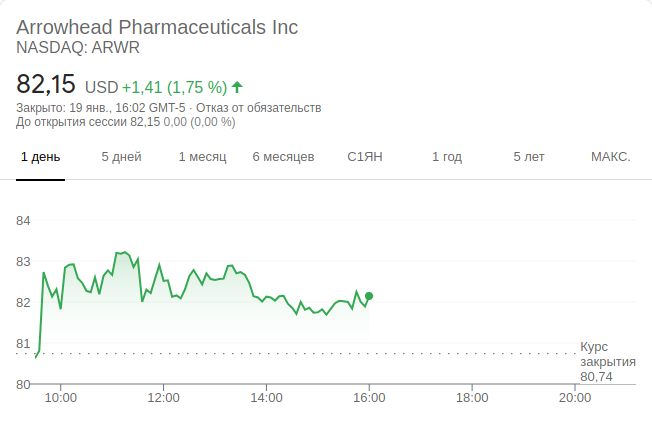 Arrowhead Pharmaceuticals Inc
NASDAQ: ARWR
82,15 USD +1,41 (1,75 %)
Закрыто: 19 янв., 16:02 GMT-5 · Отказ от обязательств
До открытия сессии 82,15 0,00 (0,00 %)
1 день 5 дней 1 месяц 6 месяцев С1ЯН 1 год 5 лет МАКС.
84
83
82
81
80
Курс
закрытия
80,74
10:00 12:00 14:00 16:00 18:00 20:00